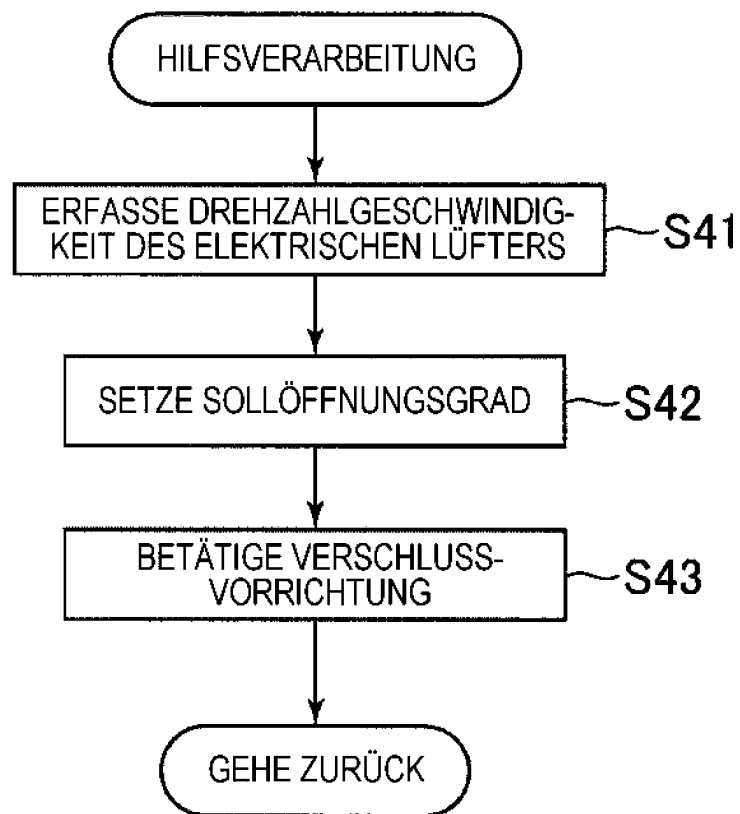 HILFSVERARBEITUNG
ERFASSE DREHZAHLGESCHWINDIG-
KEIT DES ELEKTRISCHEN LÜFTERS
S41
SETZE SOLLÖFFNUNGSGRAD
S42
BETÄTIGE VERSCHLUSS-
VORRICHTUNG
S43
GEHE ZURÜCK